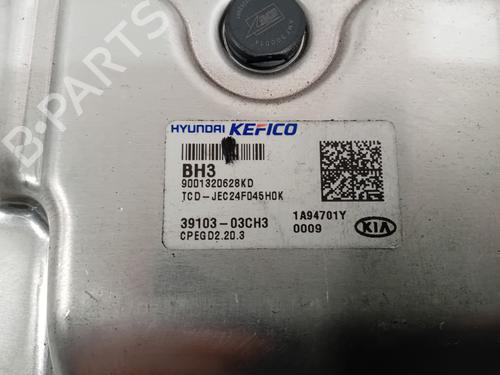 HYUNDAI KEFICO
BH3
9001320628KD
TCD-JEC24F045H0K
39103-03CH3
CPEGD2.20.3
1A94701Y
0009
KIA
B-PARTS